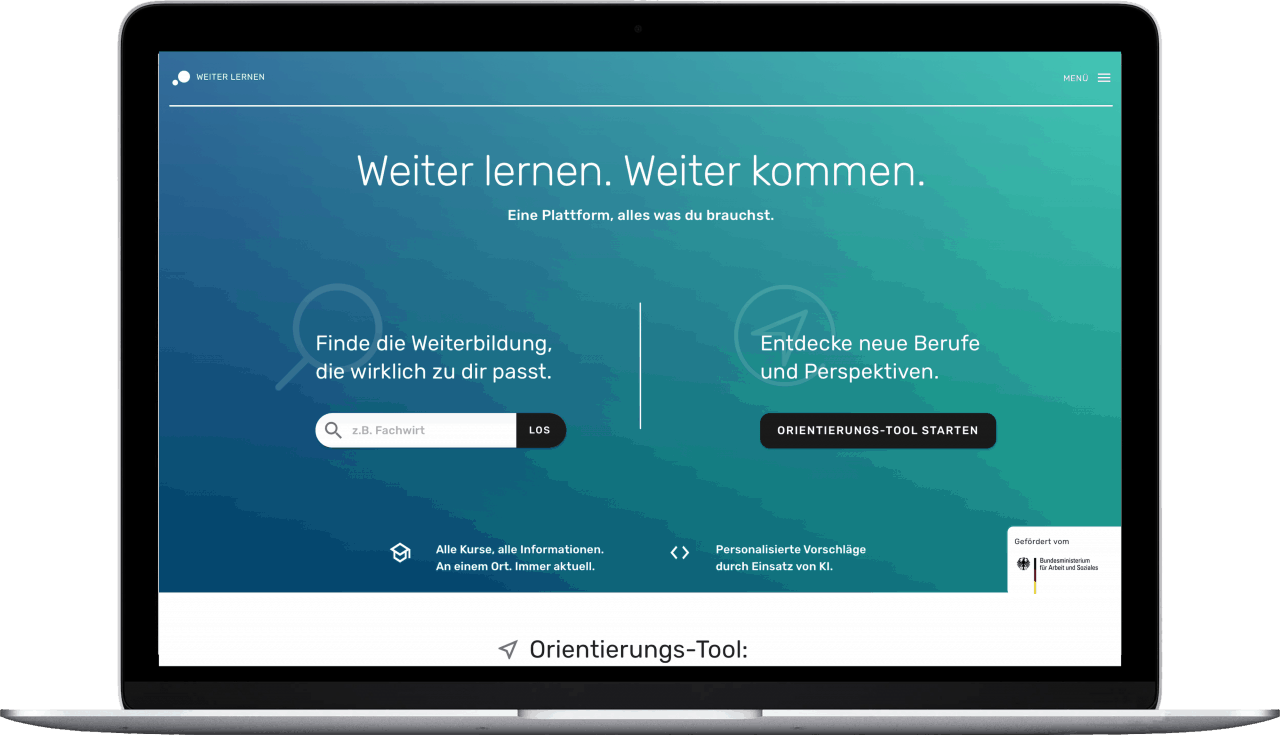 WEITER LERNEN
MENÜ
Weiter lernen. Weiter kommen.
Eine Plattform, alles was du brauchst.
Finde die Weiterbildung,
die wirklich zu dir passt.
z.B. Fachwirt
LOS
Entdecke neue Berufe
und Perspektiven.
ORIENTIERUNGS-TOOL STARTEN
Alle Kurse, alle Informationen.
An einem Ort. Immer aktuell.
Personalisierte Vorschläge
durch Einsatz von KI.
Gefördert vom
Bundesministerium
für Arbeit und Soziales
Orientierungs-Tool: